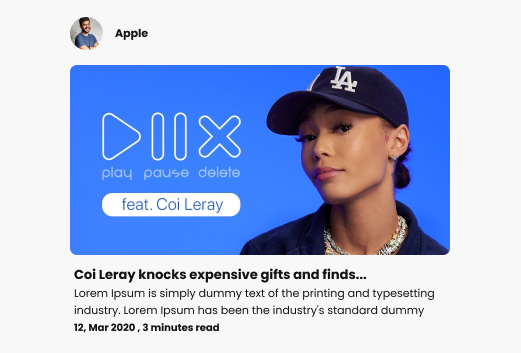 Apple
LA
play pause delete
feat. Coi Leray
Coi Leray knocks expensive gifts and finds...
Lorem Ipsum is simply dummy text of the printing and typesetting
industry. Lorem Ipsum has been the industry's standard dummy
12, Mar 2020 , 3 minutes read